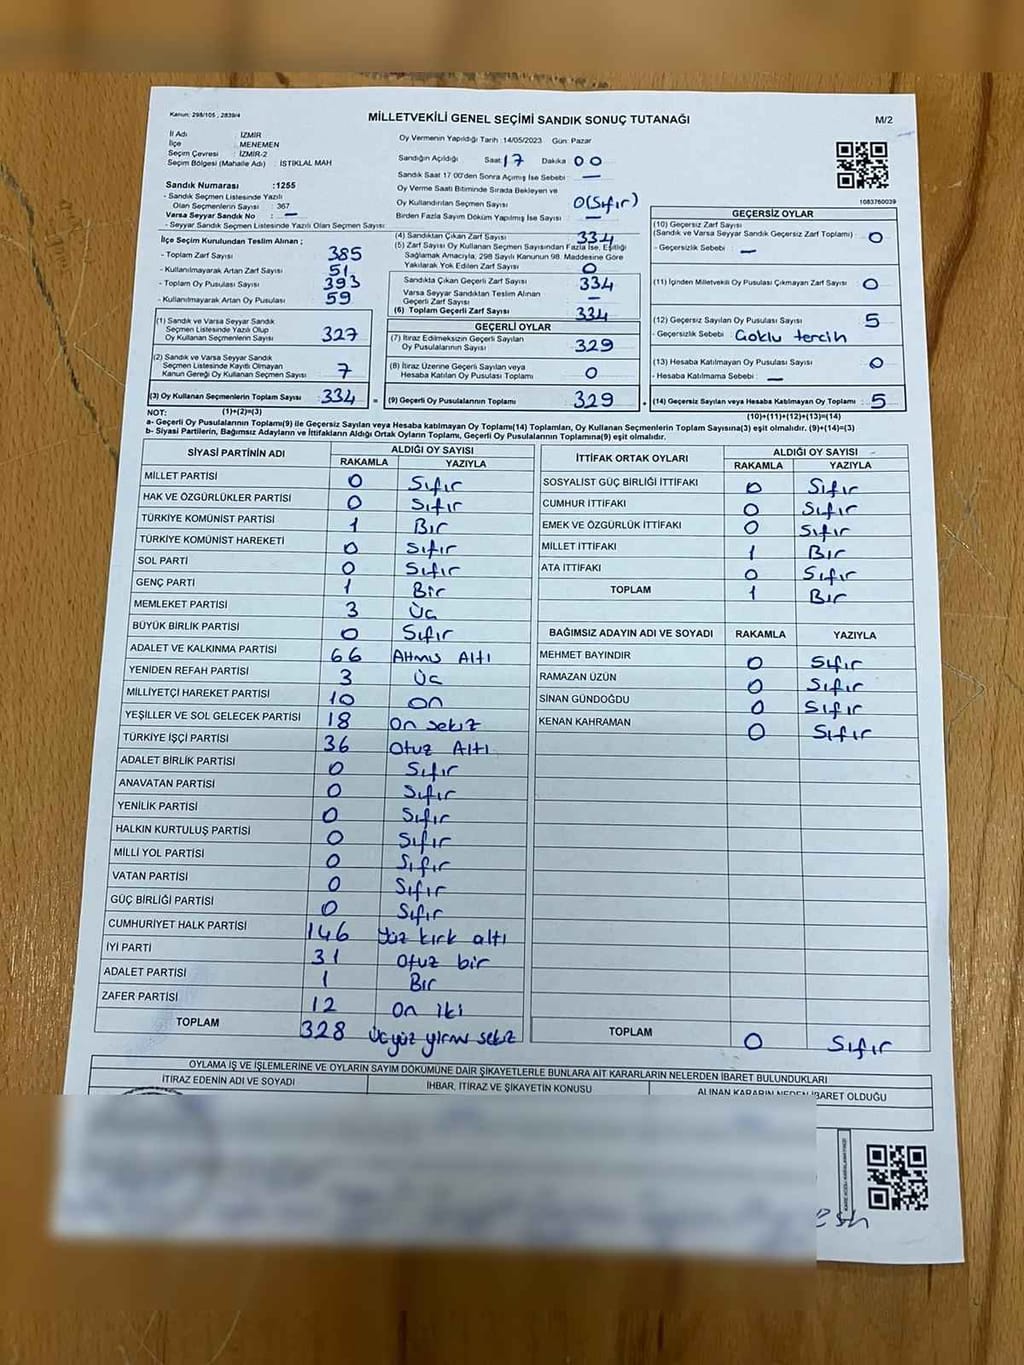 Kanun: 298/105 , 2839/4
MİLLETVEKİLİ GENEL SEÇİMİ SANDIK SONUÇ TUTANAĞI
M/2
İl Adı İZMİR
İlçe MENEMEN
Seçim Çevresi : İZMİR-2
Seçim Bölgesi (Mahalle Adı) : İSTİKLAL MAH
Sandık Numarası :1255
- Sandık Seçmen Listesinde Yazılı
Olan Seçmenlerin Sayısı : 367
Varsa Seyyar Sandık No : —
- Seyyar Sandık Seçmen Listesinde Yazılı Olan Seçmen Sayısı
Oy Vermenin Yapıldığı Tarih :14/05/2023 Gün: Pazar
Sandığın Açıldığı Saat 17 Dakika 00
Sandık Saat 17 00'den Sonra Açımış İse Sebebi : —
Oy Verme Saati Bitiminde Sırada Bekleyen ve
Oy Kullandırılan Seçmen Sayısı 0(Sıfır)
Birden Fazla Sayım Döküm Yapılmış İse Sayısı —
1083760039
İlçe Seçim Kurulundan Teslim Alınan ;
- Toplam Zarf Sayısı 385
- Kullanılmayarak Artan Zarf Sayısı 51
- Toplam Oy Pusulası Sayısı 393
- Kullanılmayarak Artan Oy Pusulası 59
(1) Sandık ve Varsa Seyyar Sandık
Seçmen Listesinde Yazılı Olup
Oy Kullanan Seçmenlerin Sayısı 327
(2) Sandık ve Varsa Seyyar Sandık
Seçmen Listesinde Kayıtlı Olmayan
Kanun Gereği Oy Kullanan Seçmen Sayısı 7
(3) Oy Kullanan Seçmenlerin Toplam Sayısı 334 =
(1)+(2)=(3)
(4) Sandıktan Çıkan Zarf Sayısı 334
(5) Zarf Sayısı Oy Kullanan Seçmen Sayısından Fazla İse, Eşitliği
Sağlamak Amacıyla, 298 Sayılı Kanunun 98. Maddesine Göre
Yakılarak Yok Edilen Zarf Sayısı 0
Sandıkta Çıkan Geçerli Zarf Sayısı 334
Varsa Seyyar Sandıktan Teslim Alınan
Geçerli Zarf Sayısı —
(6) Toplam Geçerli Zarf Sayısı 334
GEÇERLİ OYLAR
(7) İtiraz Edilmeksizin Geçerli Sayılan
Oy Pusulalarının Sayısı 329
(8) İtiraz Üzerine Geçerli Sayılan veya
Hesaba Katılan Oy Pusulası Toplamı 0
(9) Geçerli Oy Pusulalarının Toplamı 329 +
GEÇERSİZ OYLAR
(10) Geçersiz Zarf Sayısı
(Sandık ve Varsa Seyyar Sandık Geçersiz Zarf Toplamı) : 0
- Geçersizlik Sebebi : —
(11) İçinden Milletvekili Oy Pusulası Çıkmayan Zarf Sayısı 0
(12) Geçersiz Sayılan Oy Pusulası Sayısı 5
- Geçersizlik Sebebi : Çoklu tercih
(13) Hesaba Katılmayan Oy Pusulası Sayısı 0
- Hesaba Katılmama Sebebi : —
(14) Geçersiz Sayılan veya Hesaba Katılmayan Oy Toplamı : 5
(10)+(11)+(12)+(13)=(14)
NOT:
a- Geçerli Oy Pusulalarının Toplamı(9) ile Geçersiz Sayılan veya Hesaba katılmayan Oy Toplamı(14) Toplamları, Oy Kullanan Seçmenlerin Toplam Sayısına(3) eşit olmalıdır. (9)+(14)=(3)
b- Siyasi Partilerin, Bağımsız Adayların ve İttifakların Aldığı Ortak Oyların Toplamı, Geçerli Oy Pusulalarının Toplamına(9) eşit olmalıdır.
SİYASİ PARTİNİN ADI ALDIĞI OY SAYISI
RAKAMLA YAZIYLA
MİLLET PARTİSİ 0 Sıfır
HAK VE ÖZGÜRLÜKLER PARTİSİ 0 Sıfır
TÜRKİYE KOMÜNİST PARTİSİ 1 Bir
TÜRKİYE KOMÜNİST HAREKETİ 0 Sıfır
SOL PARTİ 0 Sıfır
GENÇ PARTİ 1 Bir
MEMLEKET PARTİSİ 3 Üç
BÜYÜK BİRLİK PARTİSİ 0 Sıfır
ADALET VE KALKINMA PARTİSİ 66 Atmış Altı
YENİDEN REFAH PARTİSİ 3 Üç
MİLLİYETÇİ HAREKET PARTİSİ 10 On
YEŞİLLER VE SOL GELECEK PARTİSİ 18 On sekiz
TÜRKİYE İŞÇİ PARTİSİ 36 Otuz Altı
ADALET BİRLİK PARTİSİ 0 Sıfır
ANAVATAN PARTİSİ 0 Sıfır
YENİLİK PARTİSİ 0 Sıfır
HALKIN KURTULUŞ PARTİSİ 0 Sıfır
MİLLİ YOL PARTİSİ 0 Sıfır
VATAN PARTİSİ 0 Sıfır
GÜÇ BİRLİĞİ PARTİSİ 0 Sıfır
CUMHURİYET HALK PARTİSİ 146 Yüz kırk altı
İYİ PARTİ 31 Otuz bir
ADALET PARTİSİ 1 Bir
ZAFER PARTİSİ 12 On iki
TOPLAM 328 Üçyüz yirmi sekiz
İTTİFAK ORTAK OYLARI ALDIĞI OY SAYISI
RAKAMLA YAZIYLA
SOSYALİST GÜÇ BİRLİĞİ İTTİFAKI 0 Sıfır
CUMHUR İTTİFAKI 0 Sıfır
EMEK VE ÖZGÜRLÜK İTTİFAKI 0 Sıfır
MİLLET İTTİFAKI 1 Bir
ATA İTTİFAKI 0 Sıfır
TOPLAM 1 Bir
BAĞIMSIZ ADAYIN ADI VE SOYADI RAKAMLA YAZIYLA
MEHMET BAYINDIR 0 Sıfır
RAMAZAN UZUN 0 Sıfır
SİNAN GÜNDOĞDU 0 Sıfır
KENAN KAHRAMAN 0 Sıfır
TOPLAM 0 Sıfır
OYLAMA İŞ VE İŞLEMLERİNE VE OYLARIN SAYIM DÖKÜMÜNE DAİR ŞİKAYETLERLE BUNLARA AİT KARARLARIN NELERDEN İBARET BULUNDUKLARI
İTİRAZ EDENİN ADI VE SOYADI İHBAR, İTİRAZ VE ŞİKAYETİN KONUSU ALINAN KARARIN NEDEN İBARET OLDUĞU